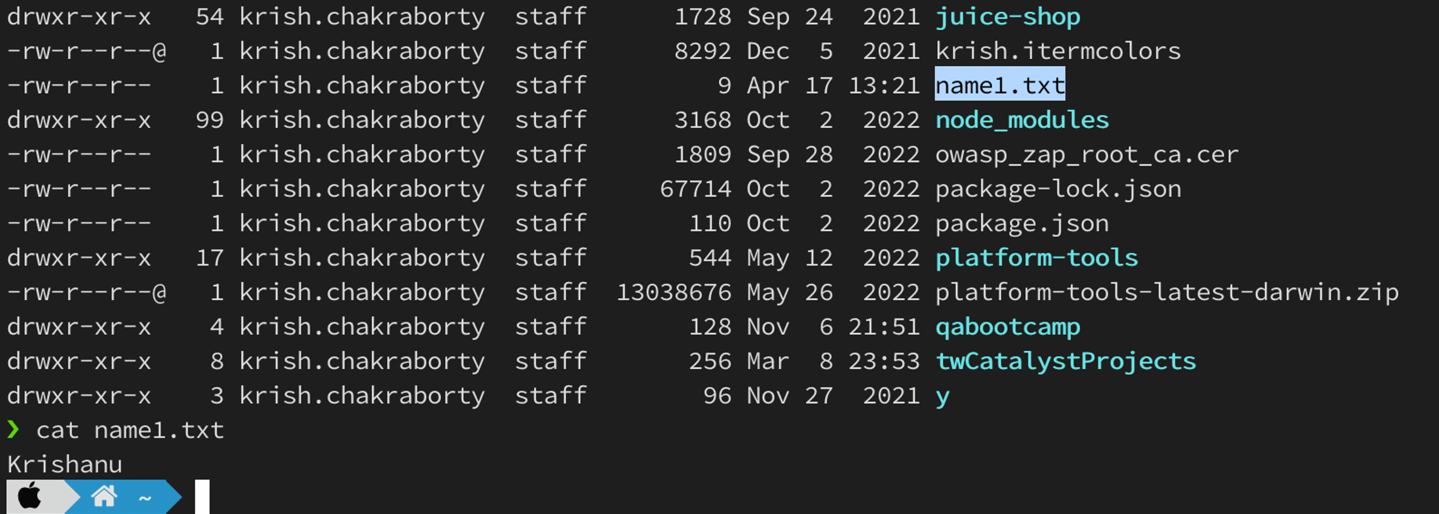 drwxr-xr-x   54 krish.chakraborty  staff      1728 Sep 24  2021 juice-shop
-rw-r--r--@   1 krish.chakraborty  staff      8292 Dec  5  2021 krish.itermcolors
-rw-r--r--    1 krish.chakraborty  staff         9 Apr 17 13:21 name1.txt
drwxr-xr-x   99 krish.chakraborty  staff      3168 Oct  2  2022 node_modules
-rw-r--r--    1 krish.chakraborty  staff      1809 Sep 28  2022 owasp_zap_root_ca.cer
-rw-r--r--    1 krish.chakraborty  staff     67714 Oct  2  2022 package-lock.json
-rw-r--r--    1 krish.chakraborty  staff       110 Oct  2  2022 package.json
drwxr-xr-x   17 krish.chakraborty  staff       544 May 12  2022 platform-tools
-rw-r--r--@   1 krish.chakraborty  staff  13038676 May 26  2022 platform-tools-latest-darwin.zip
drwxr-xr-x    4 krish.chakraborty  staff       128 Nov  6 21:51 qabootcamp
drwxr-xr-x    8 krish.chakraborty  staff       256 Mar  8 23:53 twCatalystProjects
drwxr-xr-x    3 krish.chakraborty  staff        96 Nov 27  2021 y
❯ cat name1.txt
Krishanu
~